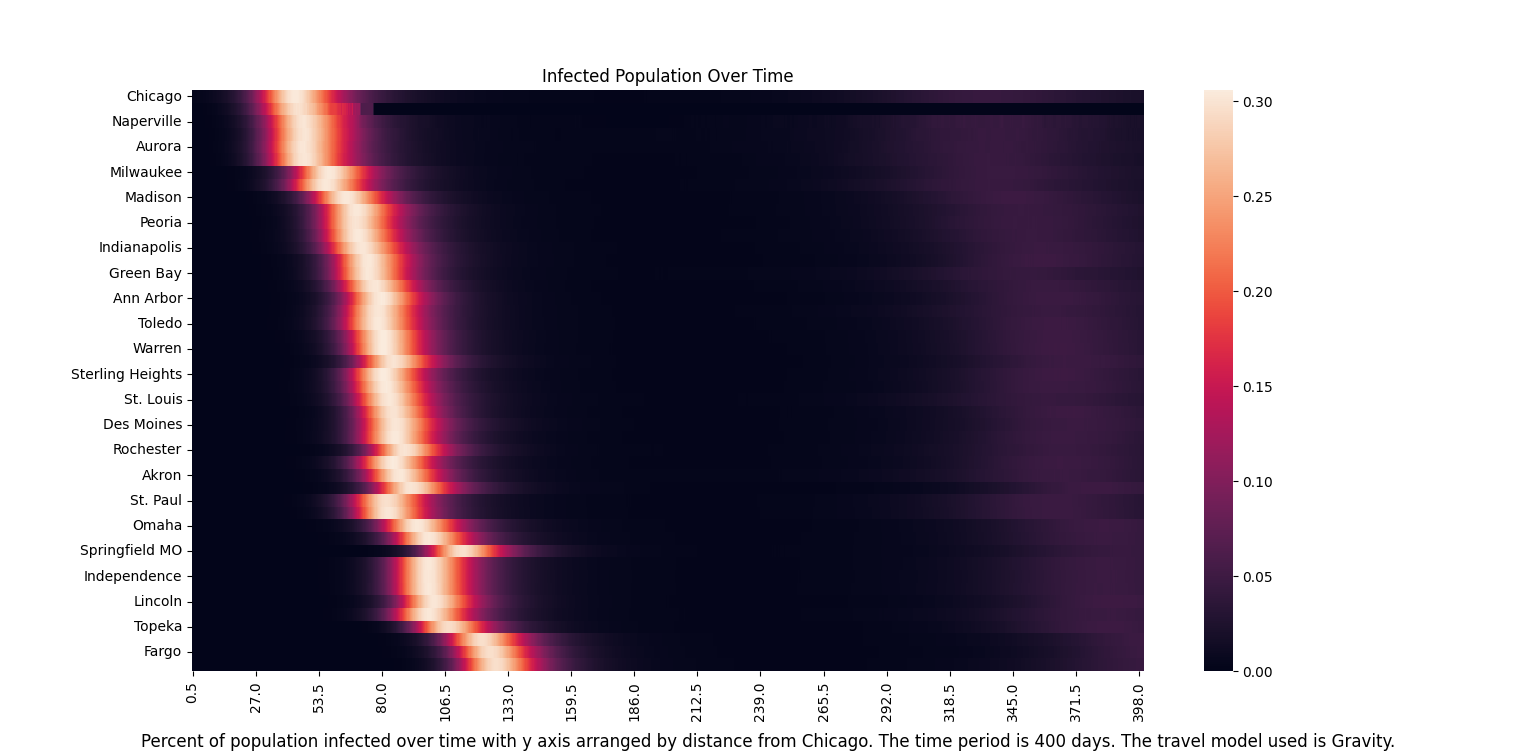 Infected Population Over Time
Chicago
Naperville
Aurora
Milwaukee
Madison
Peoria
Indianapolis
Green Bay
Ann Arbor
Toledo
Warren
Sterling Heights
St. Louis
Des Moines
Rochester
Akron
St. Paul
Omaha
Springfield MO
Independence
Lincoln
Topeka
Fargo
0.5 27.0 53.5 80.0 106.5 133.0 159.5 186.0 212.5 239.0 265.5 292.0 318.5 345.0 371.5 398.0
0.30
0.25
0.20
0.15
0.10
0.05
0.00
Percent of population infected over time with y axis arranged by distance from Chicago. The time period is 400 days. The travel model used is Gravity.